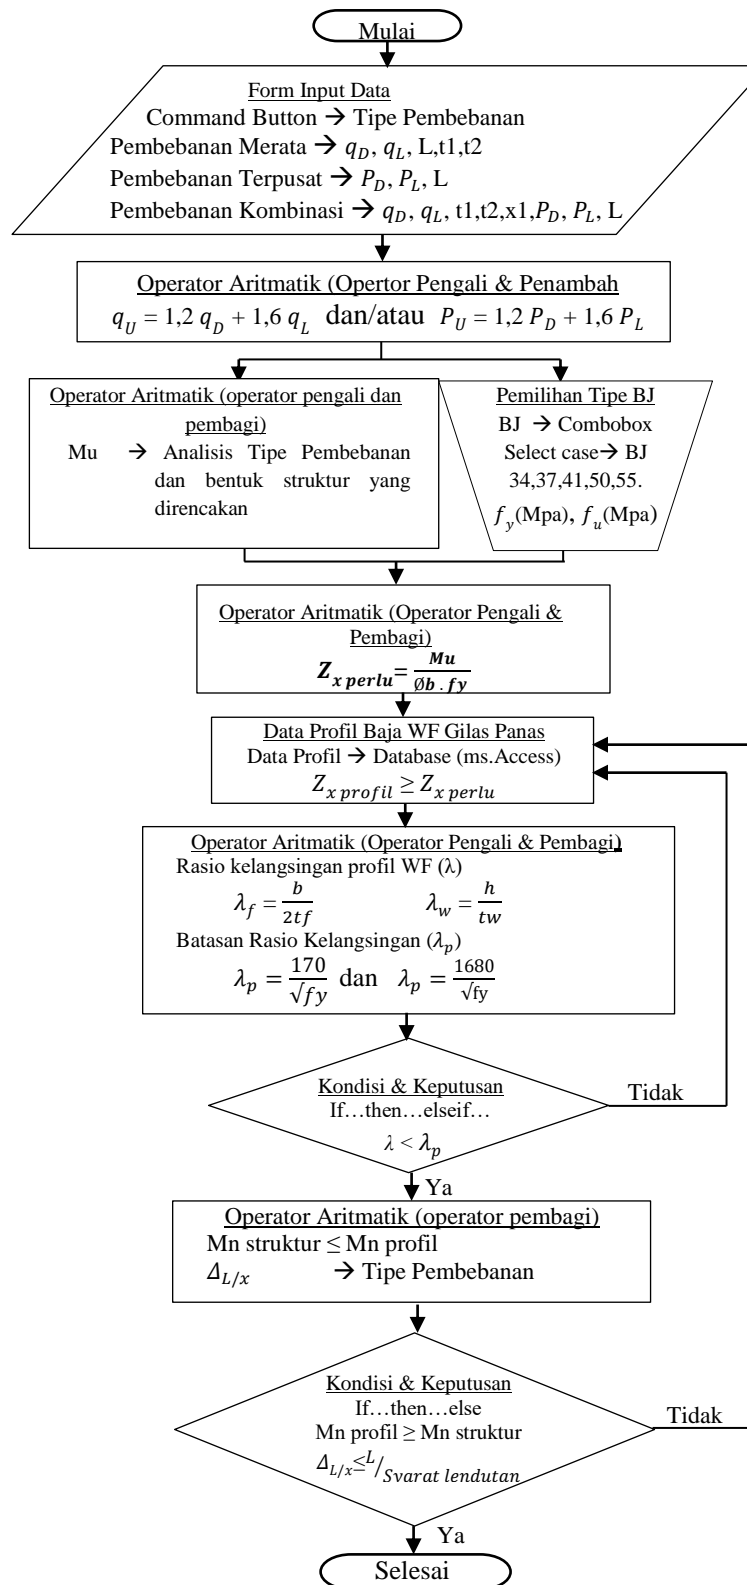 Mulai
Form Input Data
Command Button → Tipe Pembebanan
Pembebanan Merata → q_D, q_L, L,t1,t2
Pembebanan Terpusat → P_D, P_L, L
Pembebanan Kombinasi → q_D, q_L, t1,t2,x1,P_D, P_L, L
Operator Aritmatik (Opertor Pengali & Penambah
q_U = 1,2 q_D + 1,6 q_L dan/atau P_U = 1,2 P_D + 1,6 P_L
Operator Aritmatik (operator pengali dan
pembagi)
Mu → Analisis Tipe Pembebanan
dan bentuk struktur yang
direncakan
Pemilihan Tipe BJ
BJ → Combobox
Select case→ BJ
34,37,41,50,55.
f_y(Mpa), f_u(Mpa)
Operator Aritmatik (Operator Pengali &
Pembagi)
Z_x perlu= Mu/Øb . fy
Data Profil Baja WF Gilas Panas
Data Profil → Database (ms.Access)
Z_x profil ≥ Z_x perlu
Operator Aritmatik (Operator Pengali & Pembagi)
Rasio kelangsingan profil WF (λ)
λ_f = b/2tf λ_w = h/tw
Batasan Rasio Kelangsingan (λ_p)
λ_p = 170/√fy dan λ_p = 1680/√fy
Kondisi & Keputusan
If…then…elseif…
λ < λ_p
Tidak
Ya
Operator Aritmatik (operator pembagi)
Mn struktur ≤ Mn profil
Δ_L/x → Tipe Pembebanan
Kondisi & Keputusan
If…then…else
Mn profil ≥ Mn struktur
Δ_L/x≤L/Syarat lendutan
Tidak
Ya
Selesai